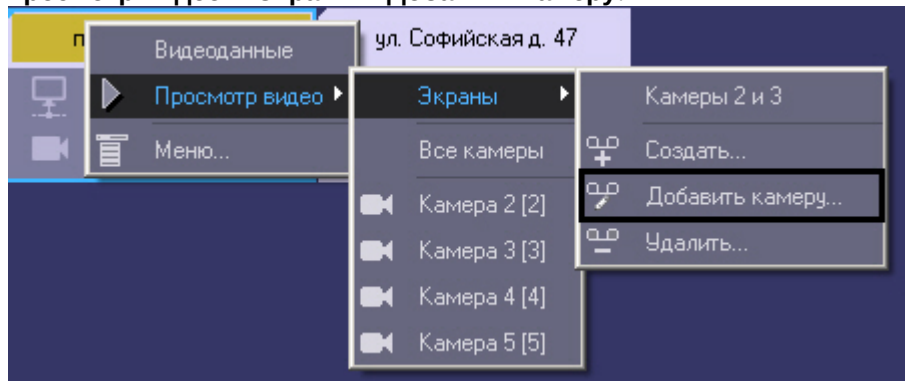 ул. Софийская д. 47
Видеоданные
Просмотр видео
Меню...
Экраны
Все камеры
Камера 2 [2]
Камера 3 [3]
Камера 4 [4]
Камера 5 [5]
Камеры 2 и 3
Создать...
Добавить камеру...
Удалить...